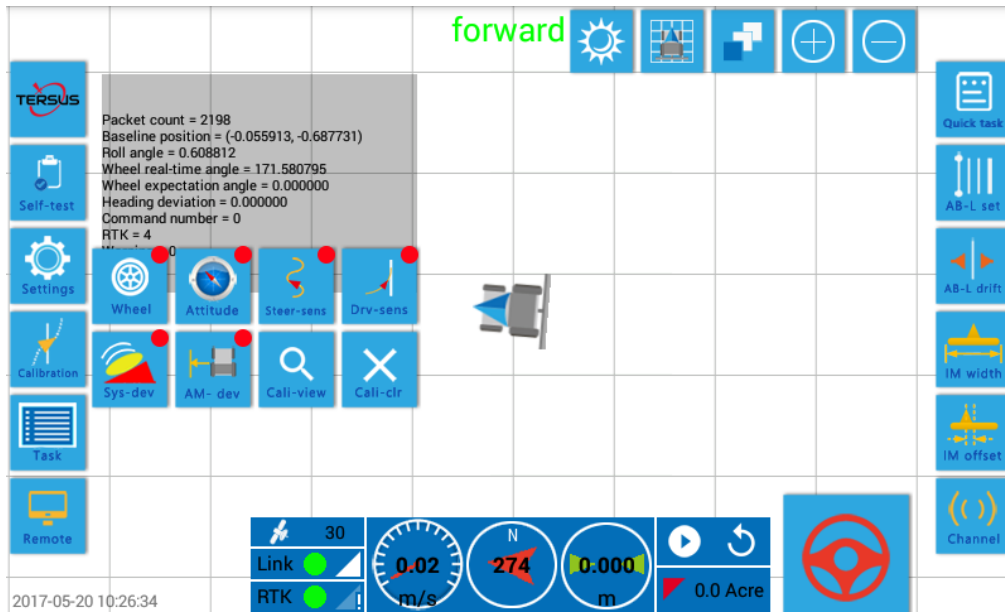 forward
TERSUS
Packet count = 2198
Baseline position = (-0.055913, -0.687731)
Roll angle = 0.608812
Wheel real-time angle = 171.580795
Wheel expectation angle = 0.000000
Heading deviation = 0.000000
Command number = 0
RTK = 4
Self-test
Settings
Calibration
Task
Remote
Wheel
Attitude
Steer-sens
Drv-sens
Sys-dev
AM- dev
Cali-view
Cali-clr
Quick task
AB-L set
AB-L drift
IM width
IM offset
Channel
30
Link
RTK
0.02
m/s
N
274
0.000
m
0.0 Acre
2017-05-20 10:26:34